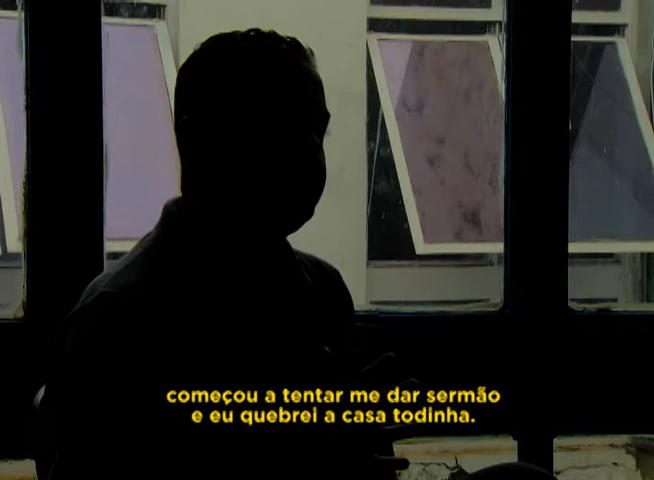 começou a tentar me dar sermão
e eu quebrei a casa todinha.